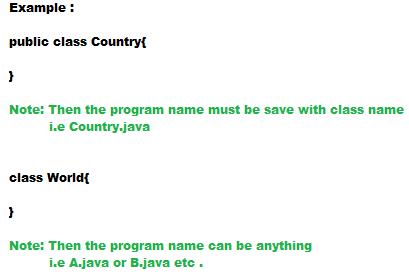 Example :
public class Country{
}
Note: Then the program name must be save with class name
i.e Country.java
class World{
}
Note: Then the program name can be anything
i.e A.java or B.java etc .